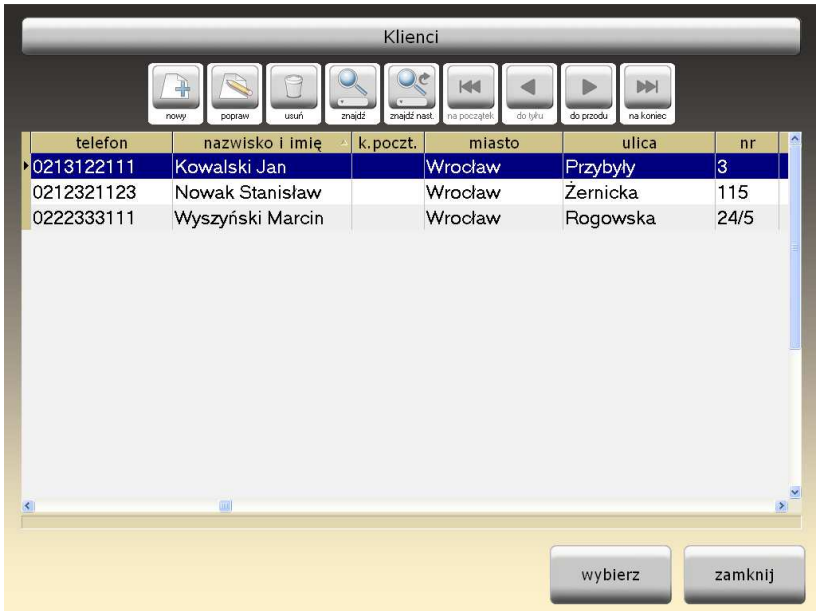 Klienci
nowy popraw usuń znajdź znajdź nast. na początek do tyłu do przodu na koniec
telefon nazwisko i imię k.poczt. miasto ulica nr
0213122111 Kowalski Jan Wrocław Przybyły 3
0212321123 Nowak Stanisław Wrocław Żernicka 115
0222333111 Wyszyński Marcin Wrocław Rogowska 24/5
wybierz zamknij